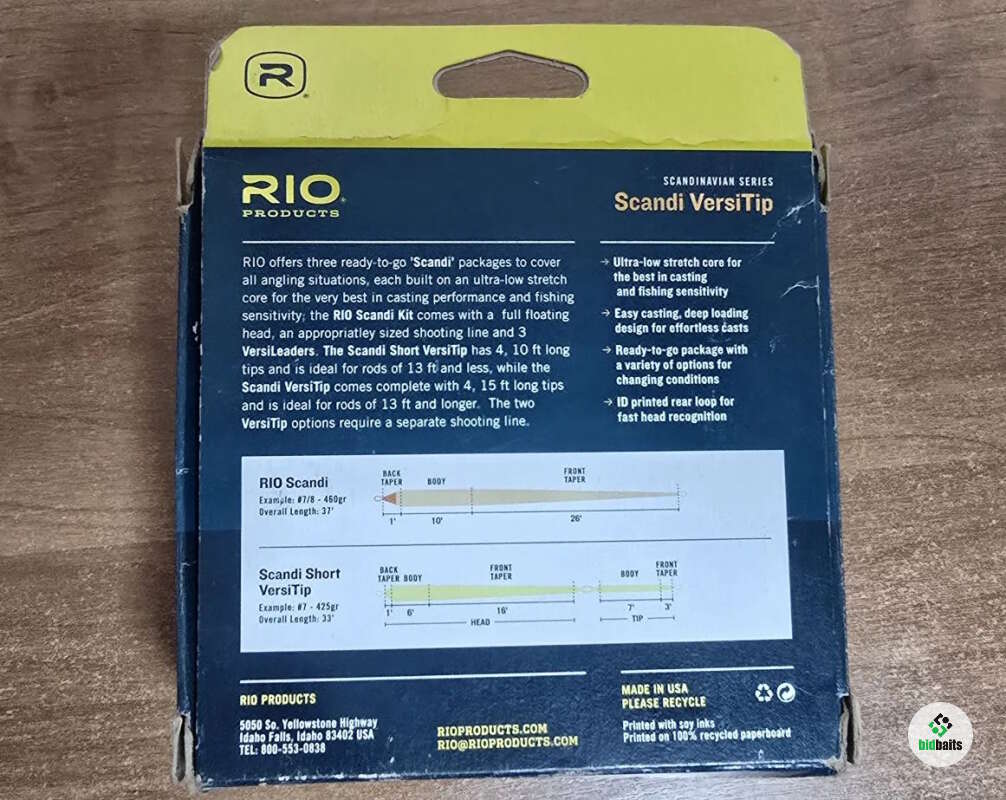 R
RIO
PRODUCTS
SCANDINAVIAN SERIES
Scandi VersiTip
RIO offers three ready-to-go 'Scandi' packages to cover
all angling situations, each built on an ultra-low stretch
core for the very best in casting performance and fishing
sensitivity; the RIO Scandi Kit comes with a full floating
head, an appropriatley sized shooting line and 3
VersiLeaders. The Scandi Short VersiTip has 4, 10 ft long
tips and is ideal for rods of 13 ft and less, while the
Scandi VersiTip comes complete with 4, 15 ft long tips
and is ideal for rods of 13 ft and longer. The two
VersiTip options require a separate shooting line.
→ Ultra-low stretch core for
the best in casting
and fishing sensitivity
→ Easy casting, deep loading
design for effortless casts
→ Ready-to-go package with
a variety of options for
changing conditions
→ ID printed rear loop for
fast head recognition
RIO Scandi
Example: #7/8 - 460gr
Overall Length: 37'
BACK
TAPER
BODY
FRONT
TAPER
1'
10'
26'
Scandi Short
VersiTip
Example: #7 - 425gr
Overall Length: 33'
BACK
TAPER
BODY
FRONT
TAPER
BODY
FRONT
TAPER
1'
6'
16'
7'
3'
HEAD
TIP
RIO PRODUCTS
5050 So. Yellowstone Highway
Idaho Falls, Idaho 83402 USA
TEL: 800-553-0838
RIOPRODUCTS.COM
RIO@RIOPRODUCTS.COM
MADE IN USA
PLEASE RECYCLE
Printed with soy inks
Printed on 100% recycled paperboard
bidbaits